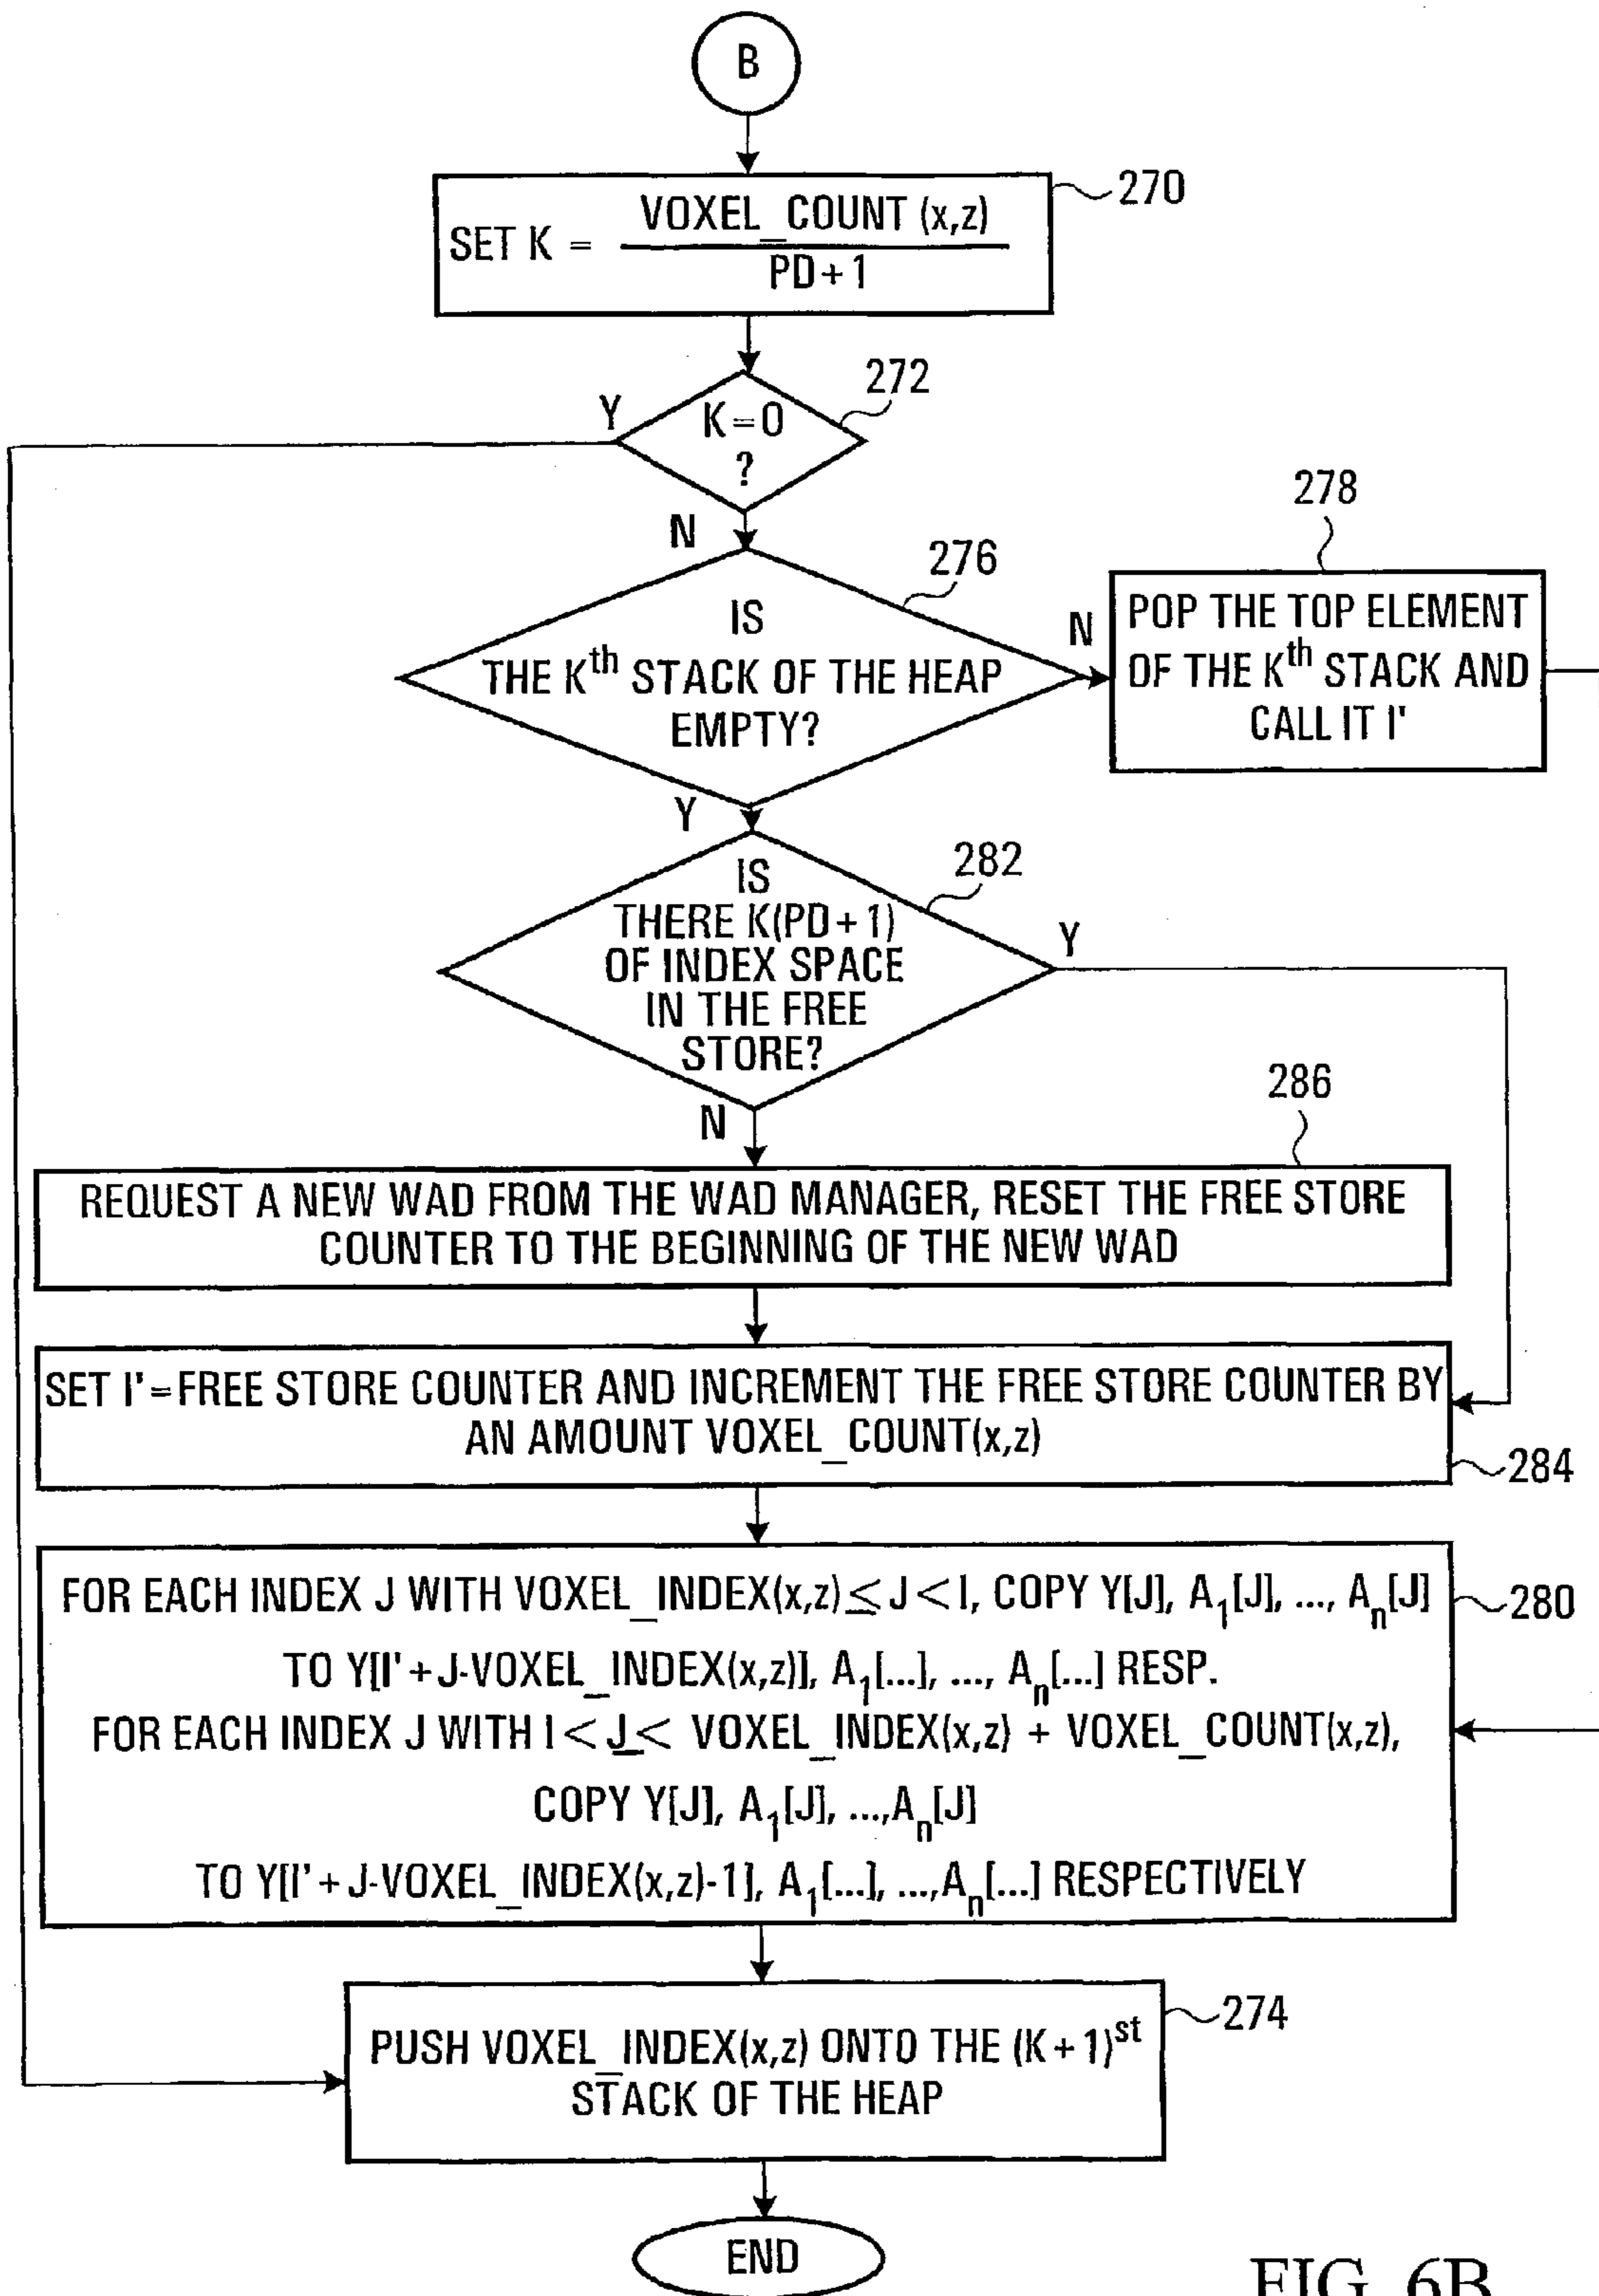 B
SET K = VOXEL_COUNT (x,z)
PD+1
270
272
Y
K=0
?
N
276
278
IS
THE Kth STACK OF THE HEAP
EMPTY?
N
POP THE TOP ELEMENT
OF THE Kth STACK AND
CALL IT I'
Y
282
IS
THERE K(PD+1)
OF INDEX SPACE
IN THE FREE
STORE?
Y
N
286
REQUEST A NEW WAD FROM THE WAD MANAGER, RESET THE FREE STORE
COUNTER TO THE BEGINNING OF THE NEW WAD
SET I'=FREE STORE COUNTER AND INCREMENT THE FREE STORE COUNTER BY
AN AMOUNT VOXEL_COUNT(x,z)
284
FOR EACH INDEX J WITH VOXEL_INDEX(x,z)≤J<I, COPY Y[J], A1[J], ..., An[J]
TO Y[I'+J-VOXEL_INDEX(x,z)], A1[...], ..., An[...] RESP.
FOR EACH INDEX J WITH I<J< VOXEL_INDEX(x,z) + VOXEL_COUNT(x,z),
COPY Y[J], A1[J], ...,An[J]
TO Y[I'+J-VOXEL_INDEX(x,z)-1], A1[...], ...,An[...] RESPECTIVELY
280
PUSH VOXEL_INDEX(x,z) ONTO THE (K+1)st
STACK OF THE HEAP
274
END
FIG. 6B